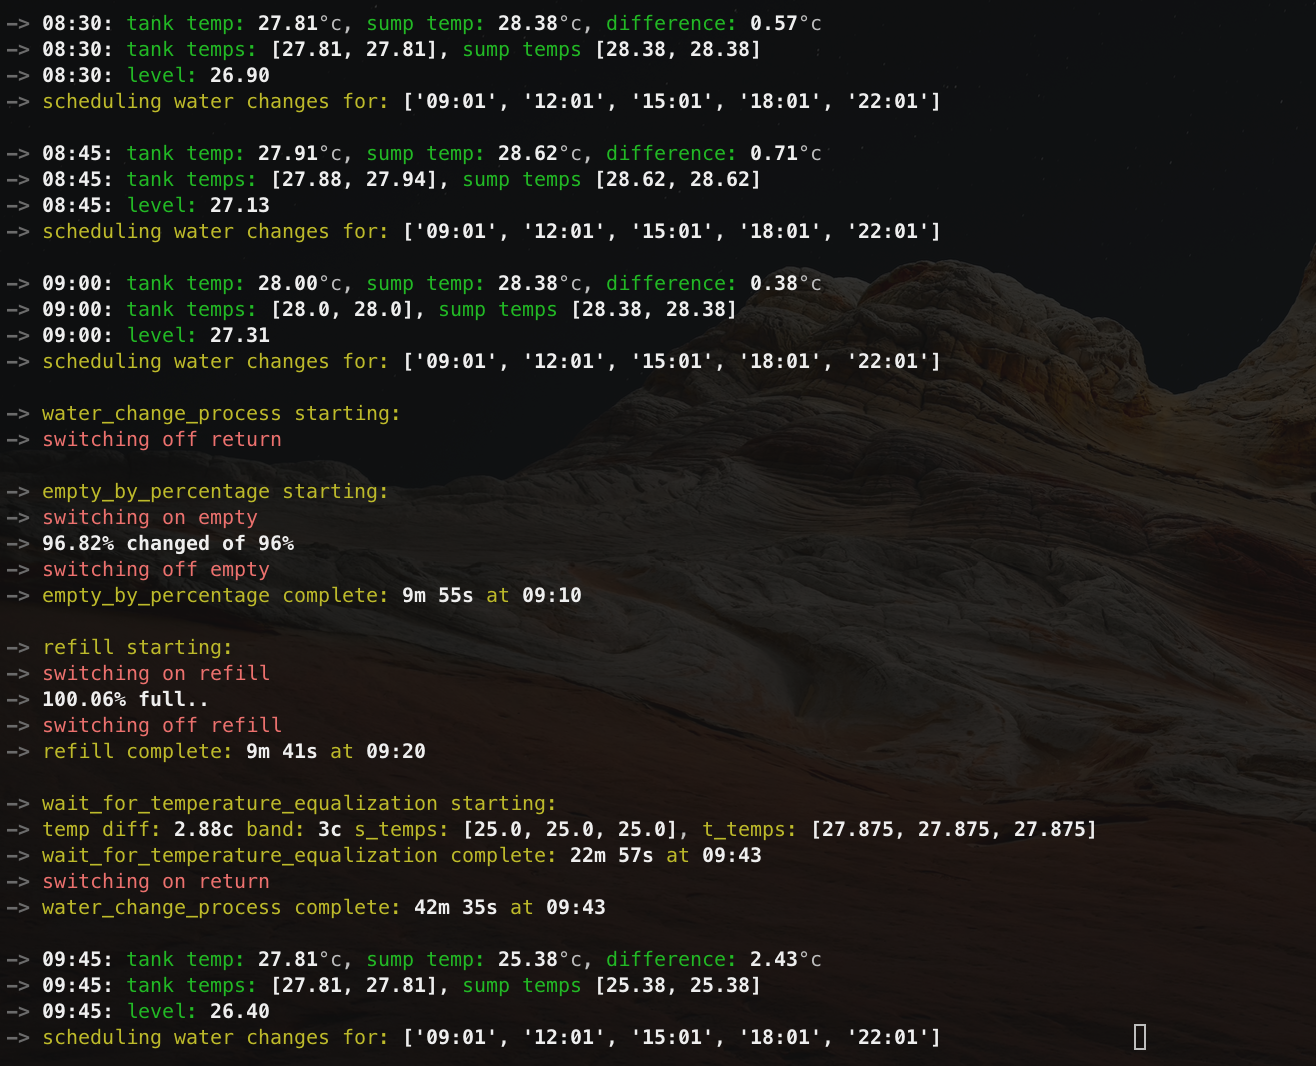 —> 08:30: tank temp: 27.81°c, sump temp: 28.38°c, difference: 0.57°c
—> 08:30: tank temps: [27.81, 27.81], sump temps [28.38, 28.38]
—> 08:30: level: 26.90
—> scheduling water changes for: ['09:01', '12:01', '15:01', '18:01', '22:01']
—> 08:45: tank temp: 27.91°c, sump temp: 28.62°c, difference: 0.71°c
—> 08:45: tank temps: [27.88, 27.94], sump temps [28.62, 28.62]
—> 08:45: level: 27.13
—> scheduling water changes for: ['09:01', '12:01', '15:01', '18:01', '22:01']
—> 09:00: tank temp: 28.00°c, sump temp: 28.38°c, difference: 0.38°c
—> 09:00: tank temps: [28.0, 28.0], sump temps [28.38, 28.38]
—> 09:00: level: 27.31
—> scheduling water changes for: ['09:01', '12:01', '15:01', '18:01', '22:01']
—> water_change_process starting:
—> switching off return
—> empty_by_percentage starting:
—> switching on empty
—> 96.82% changed of 96%
—> switching off empty
—> empty_by_percentage complete: 9m 55s at 09:10
—> refill starting:
—> switching on refill
—> 100.06% full..
—> switching off refill
—> refill complete: 9m 41s at 09:20
—> wait_for_temperature_equalization starting:
—> temp diff: 2.88c band: 3c s_temps: [25.0, 25.0, 25.0], t_temps: [27.875, 27.875, 27.875]
—> wait_for_temperature_equalization complete: 22m 57s at 09:43
—> switching on return
—> water_change_process complete: 42m 35s at 09:43
—> 09:45: tank temp: 27.81°c, sump temp: 25.38°c, difference: 2.43°c
—> 09:45: tank temps: [27.81, 27.81], sump temps [25.38, 25.38]
—> 09:45: level: 26.40
—> scheduling water changes for: ['09:01', '12:01', '15:01', '18:01', '22:01']